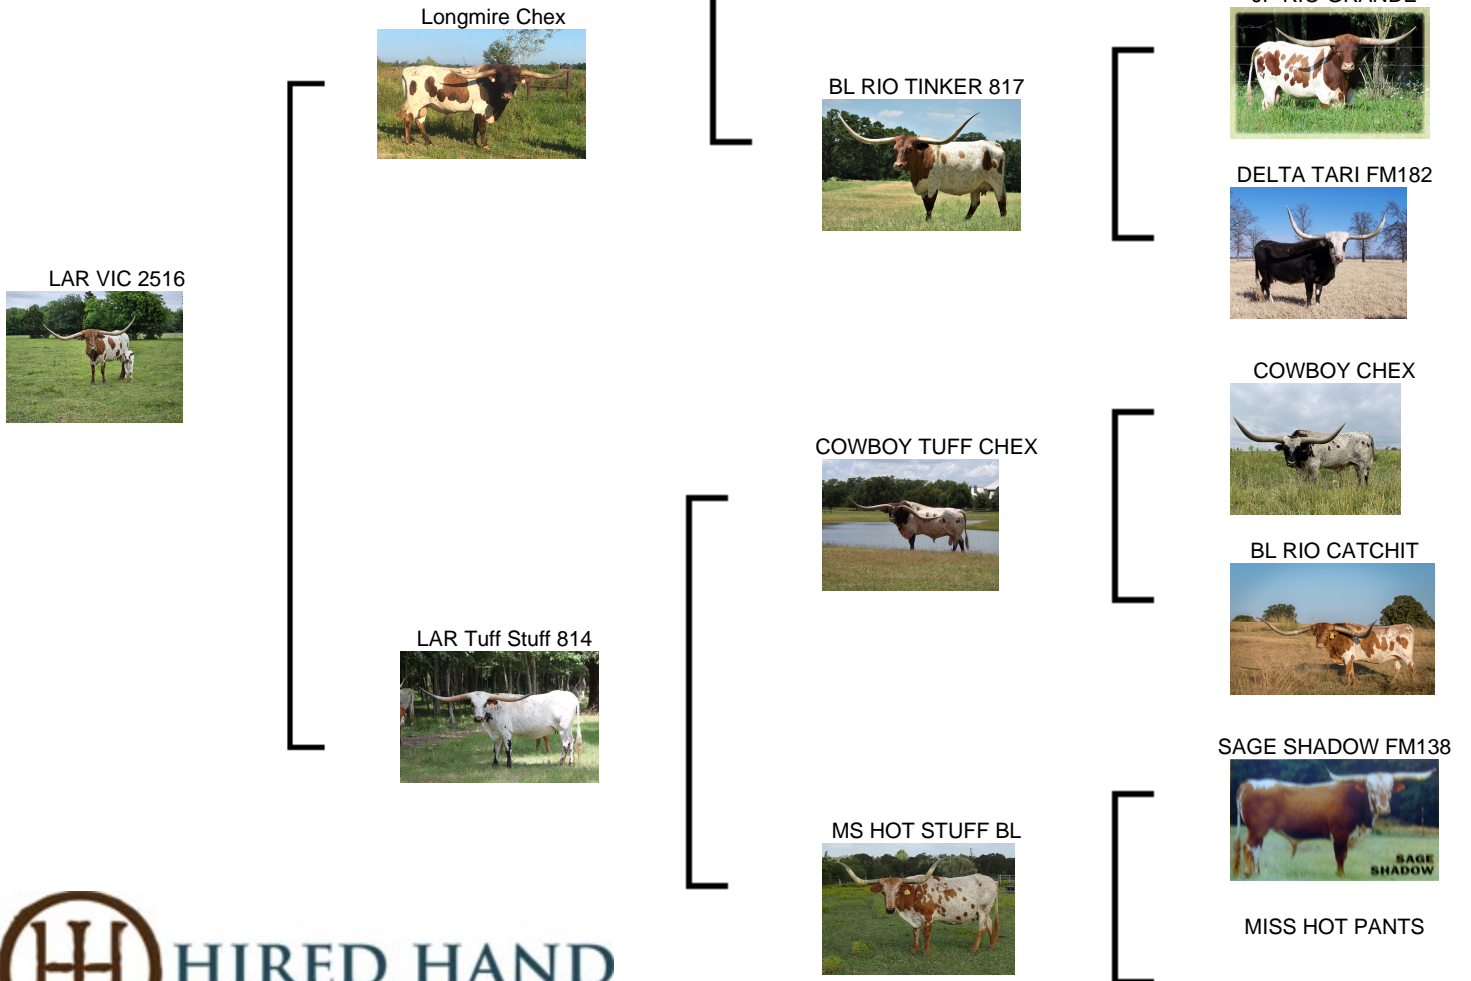 Longmire Chex
BL RIO TINKER 817
DELTA TARI FM182
LAR VIC 2516
COWBOY CHEX
COWBOY TUFF CHEX
BL RIO CATCHIT
LAR Tuff Stuff 814
SAGE SHADOW FM138
SAGE
SHADOW
MS HOT STUFF BL
MISS HOT PANTS
HIRED HAND